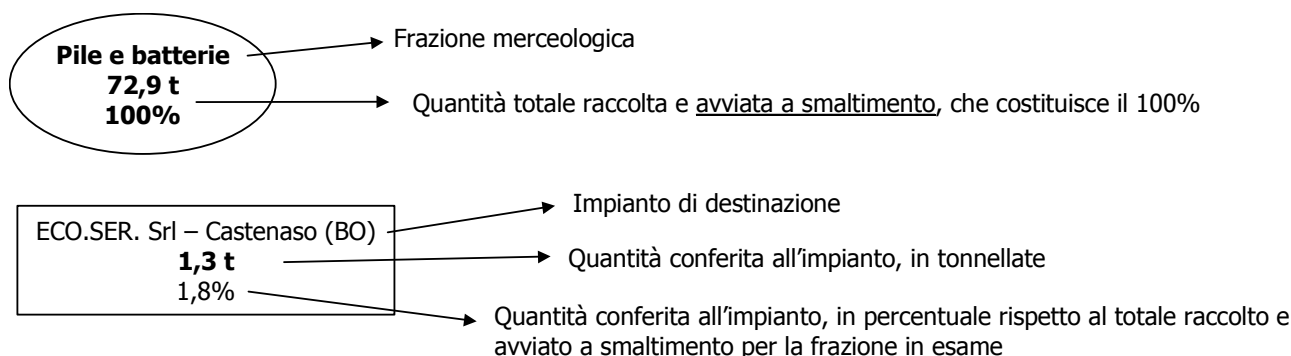 Pile e batterie
72,9 t
100%
Frazione merceologica
Quantità totale raccolta e avviata a smaltimento, che costituisce il 100%
ECO.SER. Srl – Castenaso (BO)
1,3 t
1,8%
Impianto di destinazione
Quantità conferita all'impianto, in tonnellate
Quantità conferita all'impianto, in percentuale rispetto al totale raccolto e
avviato a smaltimento per la frazione in esame